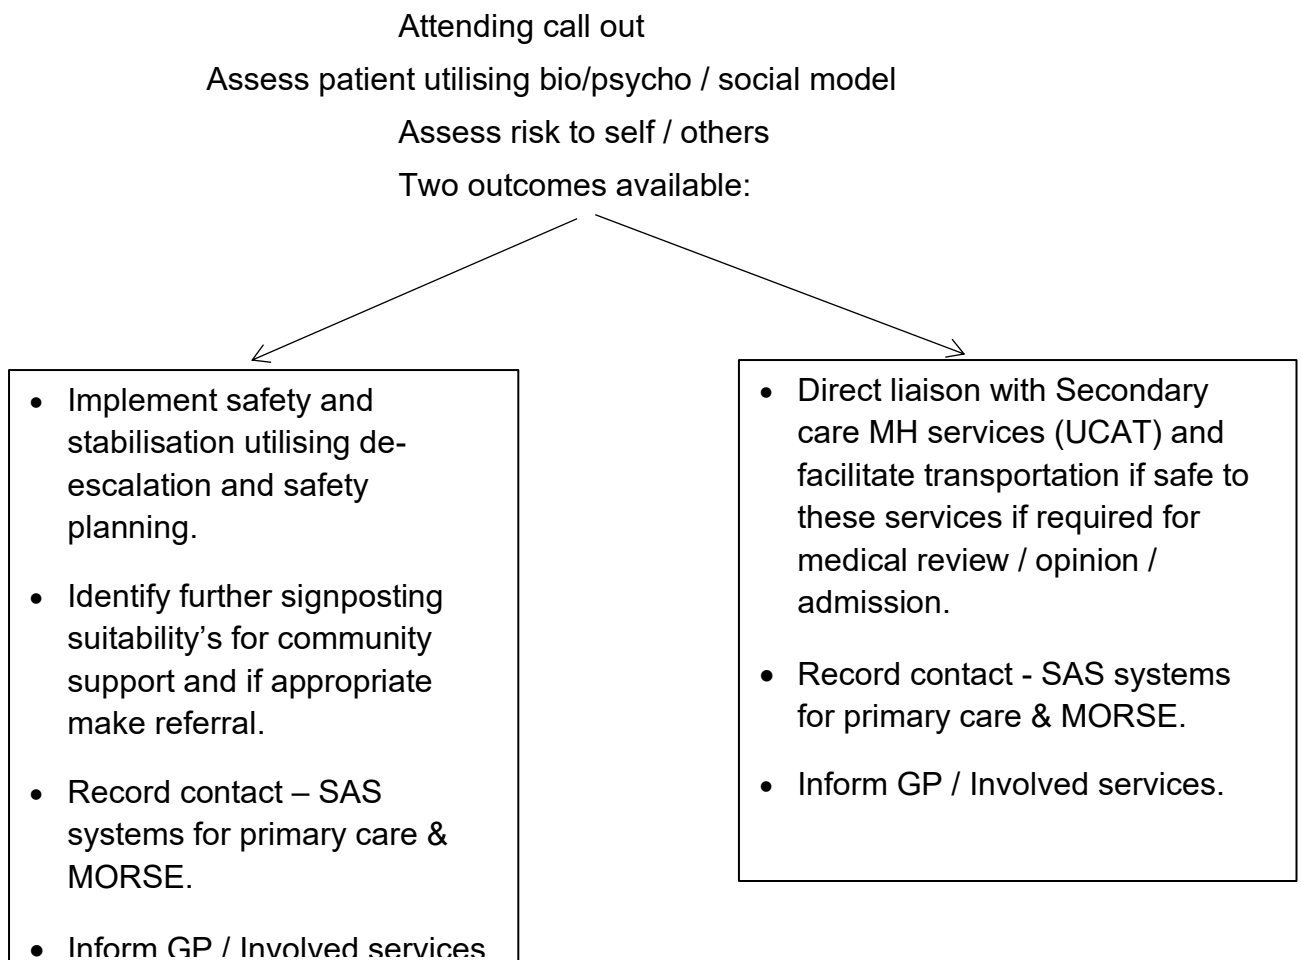 Attending call out
Assess patient utilising bio/psycho / social model
Assess risk to self / others
Two outcomes available:
• Implement safety and
stabilisation utilising de-
escalation and safety
planning.
• Identify further signposting
suitability’s for community
support and if appropriate
make referral.
• Record contact – SAS
systems for primary care &
MORSE.
• Inform GP / Involved services
• Direct liaison with Secondary
care MH services (UCAT) and
facilitate transportation if safe to
these services if required for
medical review / opinion /
admission.
• Record contact - SAS systems
for primary care & MORSE.
• Inform GP / Involved services.